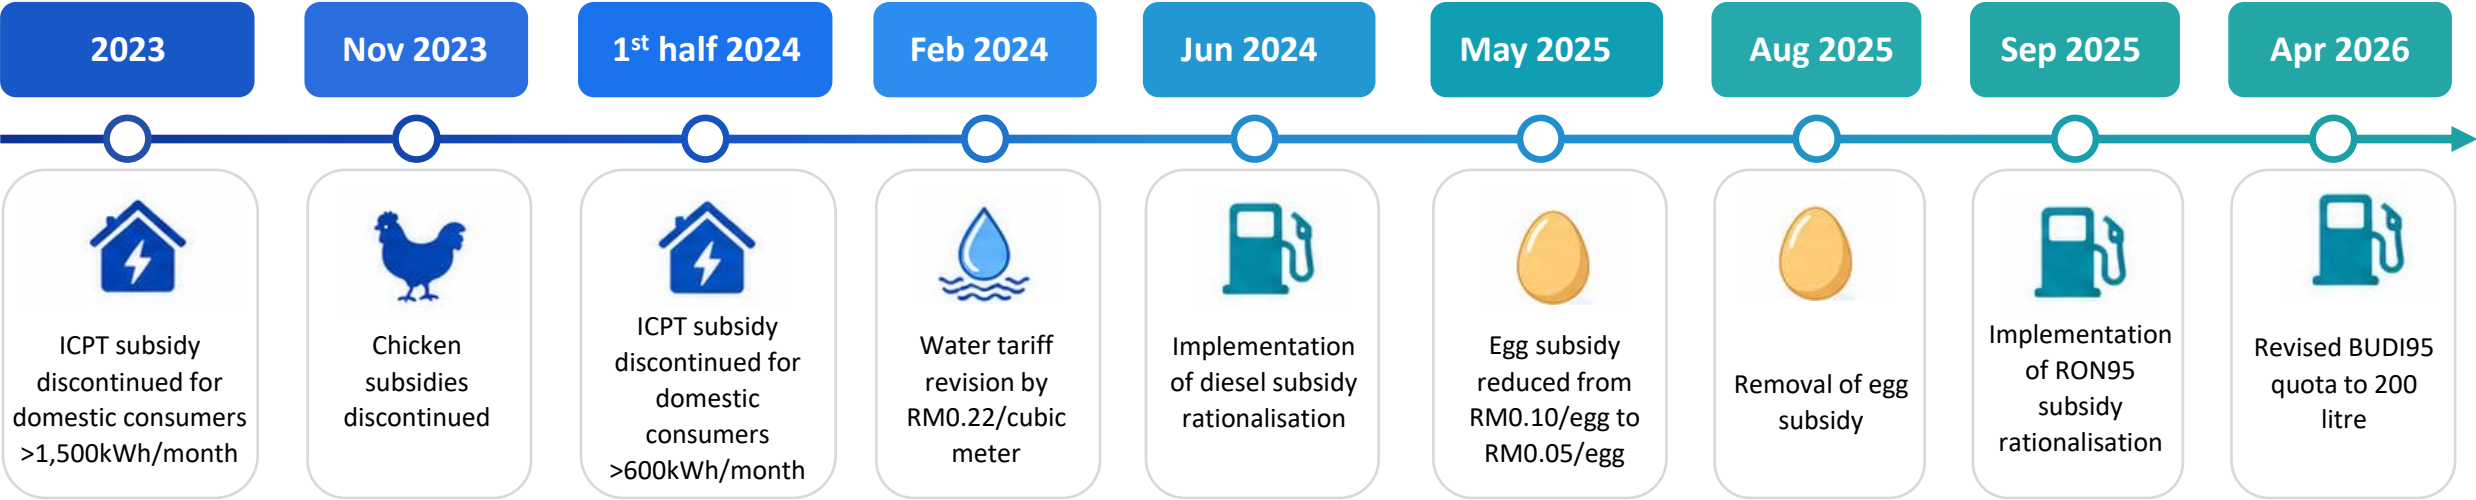 2023
Nov 2023
1st half 2024
Feb 2024
Jun 2024
May 2025
Aug 2025
Sep 2025
Apr 2026
ICPT subsidy
discontinued for
domestic consumers
>1,500kWh/month
Chicken
subsidies
discontinued
ICPT subsidy
discontinued for
domestic
consumers
>600kWh/month
Water tariff
revision by
RM0.22/cubic
meter
Implementation
of diesel subsidy
rationalisation
Egg subsidy
reduced from
RM0.10/egg to
RM0.05/egg
Removal of egg
subsidy
Implementation
of RON95
subsidy
rationalisation
Revised BUDI95
quota to 200
litre